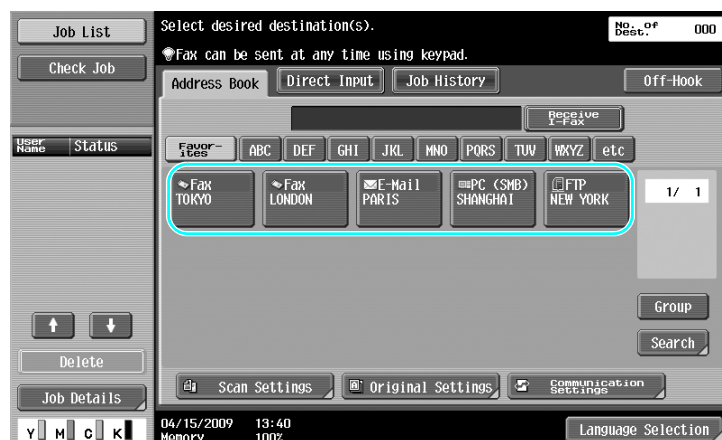 Job List
Check Job
User Name Status
Delete
Job Details
Y M C K
Select desired destination(s).
No. of Dest. 000
Fax can be sent at any time using keypad.
Address Book Direct Input Job History Off-Hook
Receive I-Fax
Favor-ites ABC DEF GHI JKL MNO PQRS TUV WXYZ etc
Fax TOKYO
Fax LONDON
E-Mail PARIS
PC (SMB) SHANGHAI
FTP NEW YORK
1/ 1
Group
Search
Scan Settings Original Settings Communication Settings
04/15/2009 13:40
Memory 100%
Language Selection